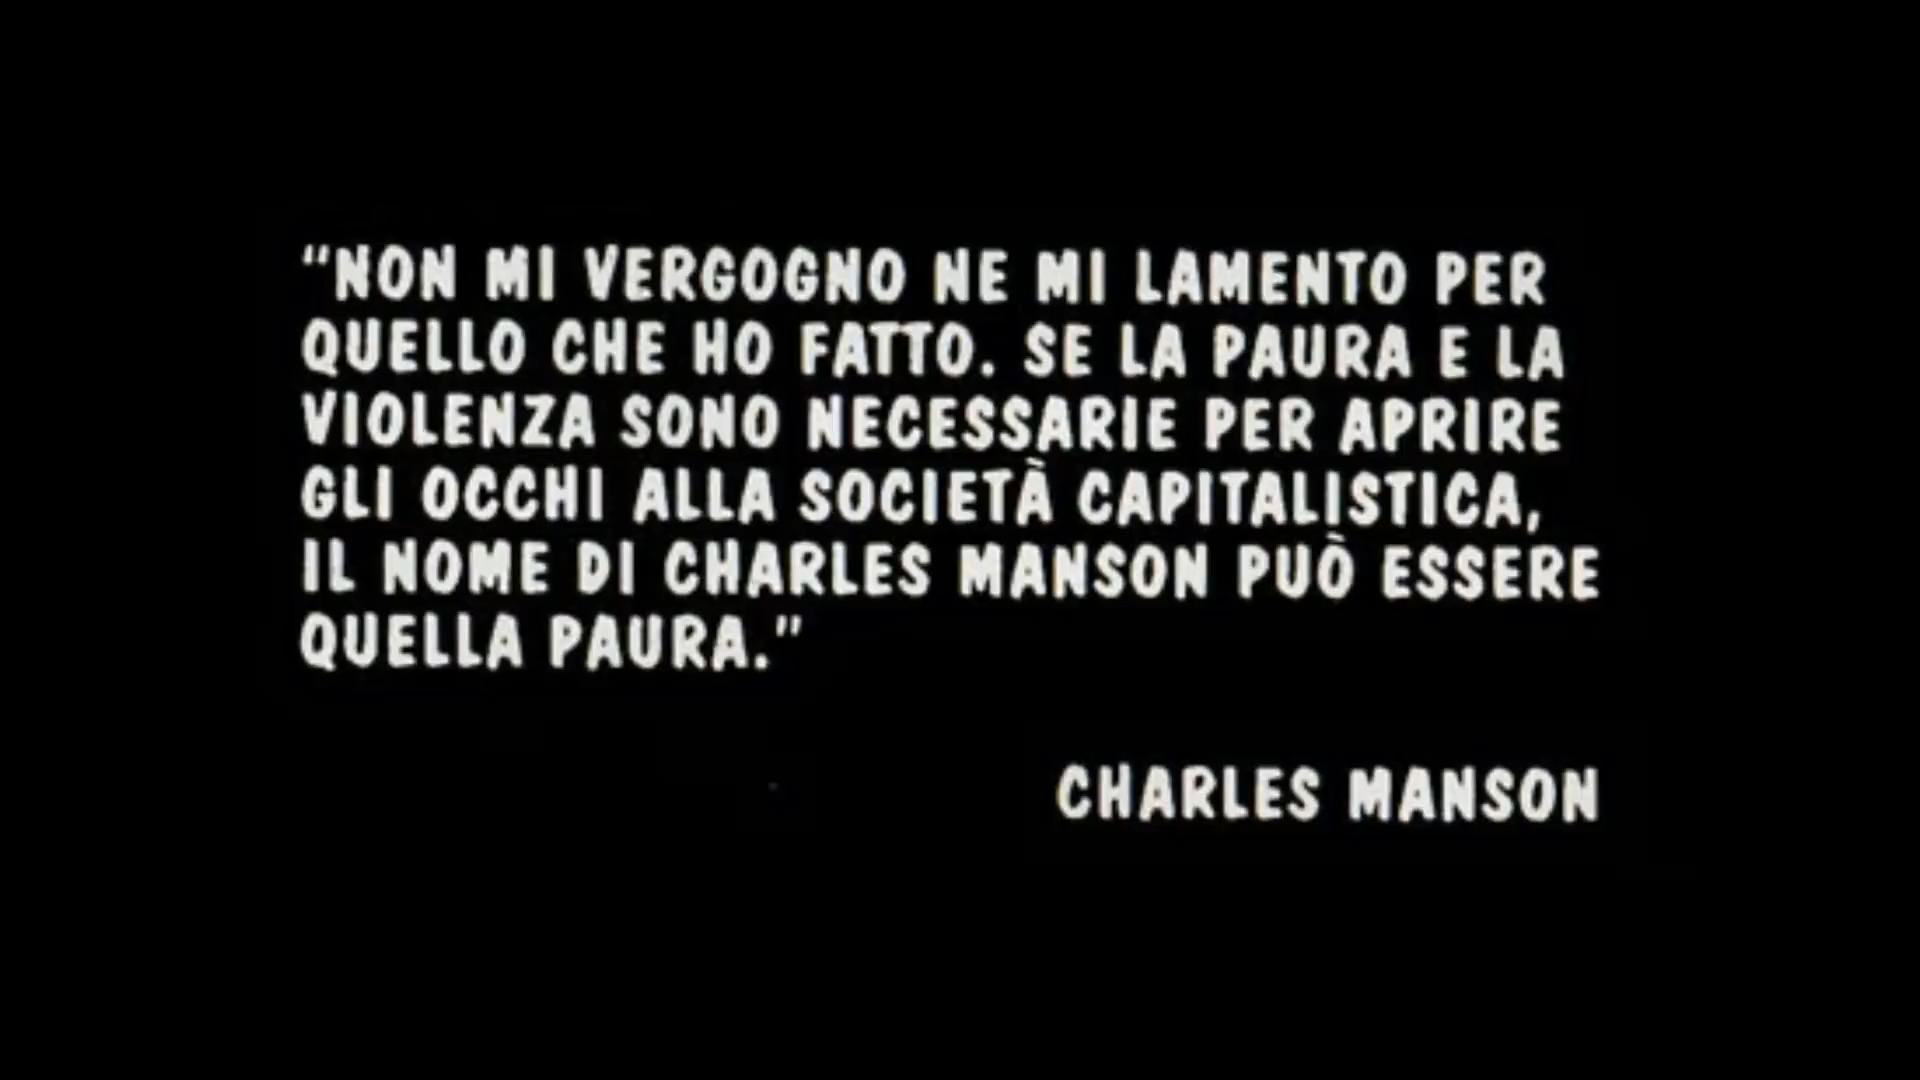 “NON MI VERGOGNO NE MI LAMENTO PER
QUELLO CHE HO FATTO. SE LA PAURA E LA
VIOLENZA SONO NECESSARIE PER APRIRE
GLI OCCHI ALLA SOCIETÀ CAPITALISTICA,
IL NOME DI CHARLES MANSON PUÒ ESSERE
QUELLA PAURA."
CHARLES MANSON